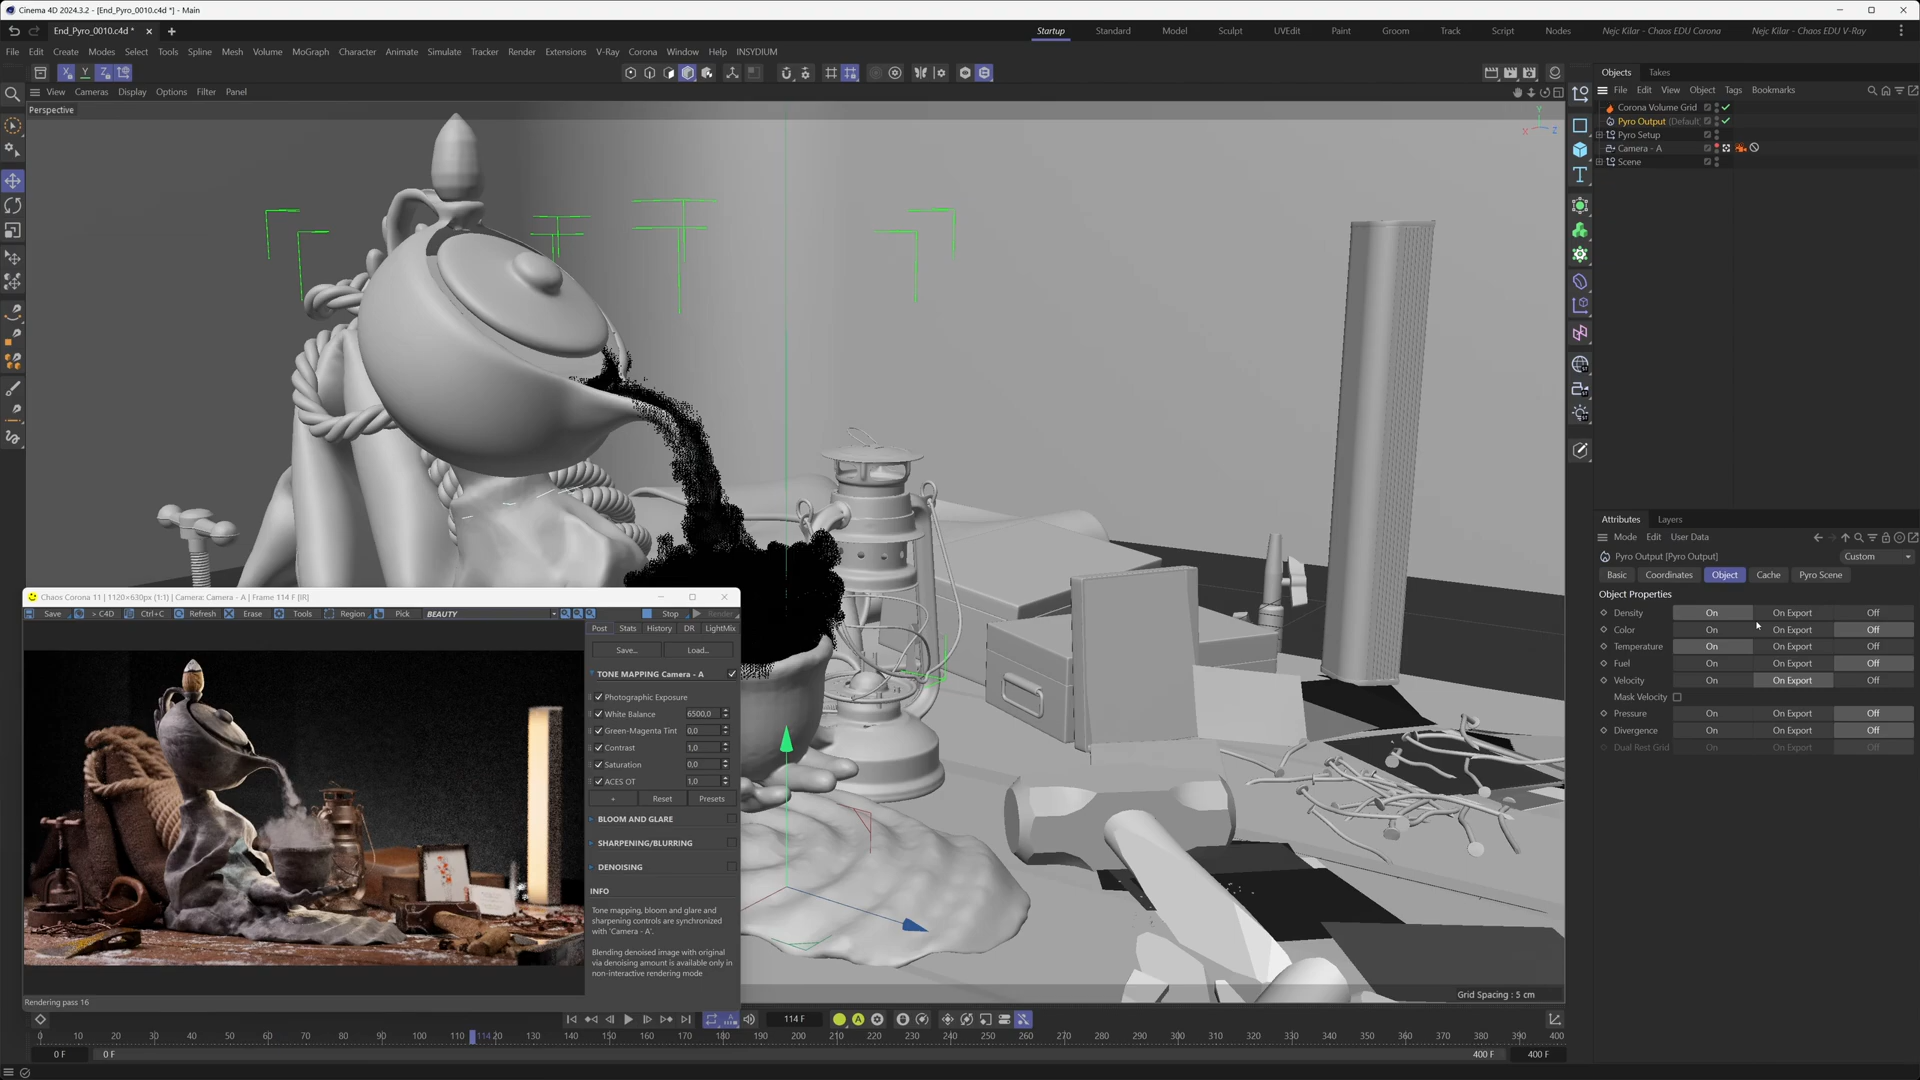 Cinema 4D 2024.3.2 - [End_Pyro_0010.c4d *] - Main
End_Pyro_0010.c4d *
Startup Standard Model Sculpt UVEdit Paint Groom Track Script Nodes Nejc Kilar - Chaos EDU Corona Nejc Kilar - Chaos EDU V-Ray
File Edit Create Modes Select Tools Spline Mesh Volume MoGraph Character Animate Simulate Tracker Render Extensions V-Ray Corona Window Help INSYDIUM
X Y Z
View Cameras Display Options Filter Panel
Perspective
Y
X Z
Objects Takes
File Edit View Object Tags Bookmarks
Corona Volume Grid
Pyro Output (Default
Pyro Setup
Camera - A
Scene
Attributes Layers
Mode Edit User Data
Pyro Output [Pyro Output] Custom
Basic Coordinates Object Cache Pyro Scene
Object Properties
Density On On Export Off
Color On On Export Off
Temperature On On Export Off
Fuel On On Export Off
Velocity On On Export Off
Mask Velocity
Pressure On On Export Off
Divergence On On Export Off
Dual Rest Grid On On Export Off
Chaos Corona 11 | 1120×630px (1:1) | Camera: Camera - A | Frame 114 F [IR]
Save > C4D Ctrl+C Refresh Erase Tools Region Pick BEAUTY Stop Render
Post Stats History DR LightMix
Save... Load...
TONE MAPPING Camera - A
Photographic Exposure
White Balance 6500,0
Green-Magenta Tint 0,0
Contrast 1,0
Saturation 0,0
ACES OT 1,0
+ Reset Presets
BLOOM AND GLARE
SHARPENING/BLURRING
DENOISING
INFO
Tone mapping, bloom and glare and
sharpening controls are synchronized
with 'Camera - A'.
Blending denoised image with original
via denoising amount is available only in
non-interactive rendering mode
Rendering pass 16
Grid Spacing : 5 cm
114 F
0 10 20 30 40 50 60 70 80 90 100 110 114 120 130 140 150 160 170 180 190 200 210 220 230 240 250 260 270 280 290 300 310 320 330 340 350 360 370 380 390 400
0 F 0 F 400 F 400 F